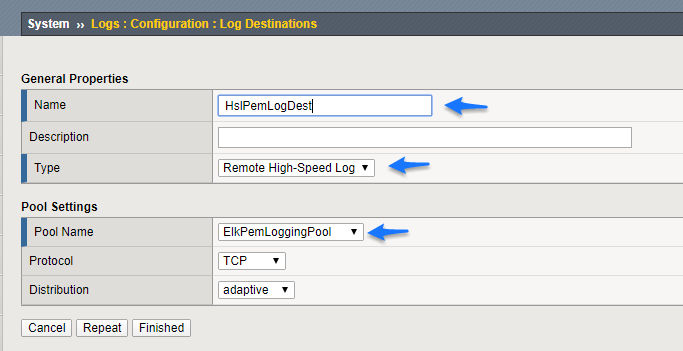 System ›› Logs : Configuration : Log Destinations
General Properties
Name HslPemLogDest
Description
Type Remote High-Speed Log
Pool Settings
Pool Name ElkPemLoggingPool
Protocol TCP
Distribution adaptive
Cancel Repeat Finished